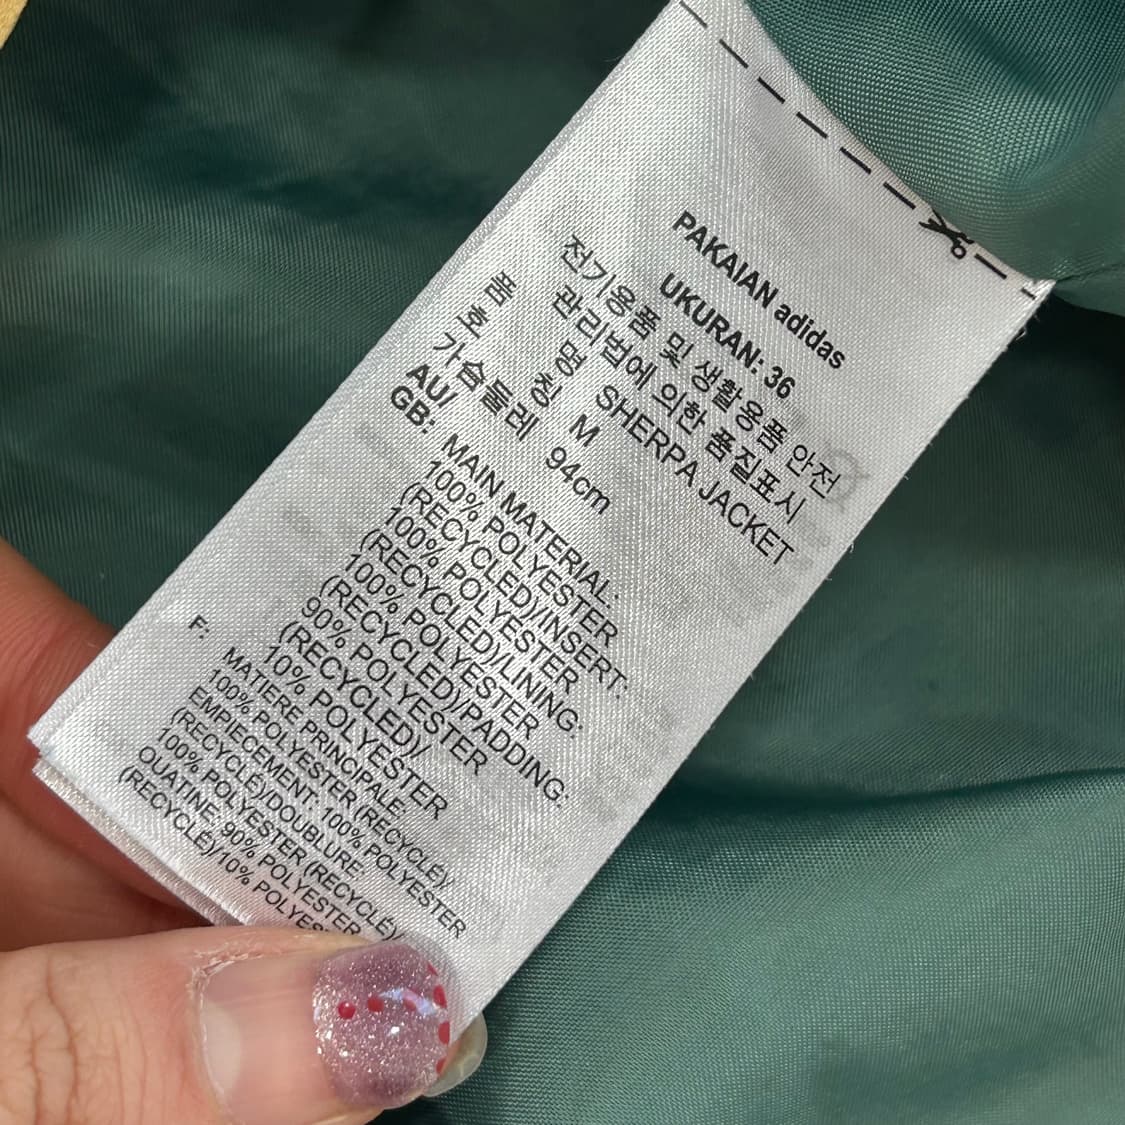 PAKAIAN adidas
UKURAN: 36
전기용품 및 생활용품 안전
관리법에 의한 품질표시
품 명 SHERPA JACKET
호 칭 M
가슴둘레 94cm
AU/
GB: MAIN MATERIAL:
100% POLYESTER
(RECYCLED)/INSERT:
100% POLYESTER
(RECYCLED)/LINING:
100% POLYESTER
(RECYCLED)/PADDING:
90% POLYESTER
(RECYCLED)/
10% POLYESTER
F: MATIERE PRINCIPALE:
100% POLYESTER (RECYCLÉ)/
EMPIECEMENT: 100% POLYESTER
(RECYCLÉ)/DOUBLURE
100% POLYESTER (RECYCLÉ)/
OUATINE: 90% POLYESTER
(RECYCLÉ)/10%